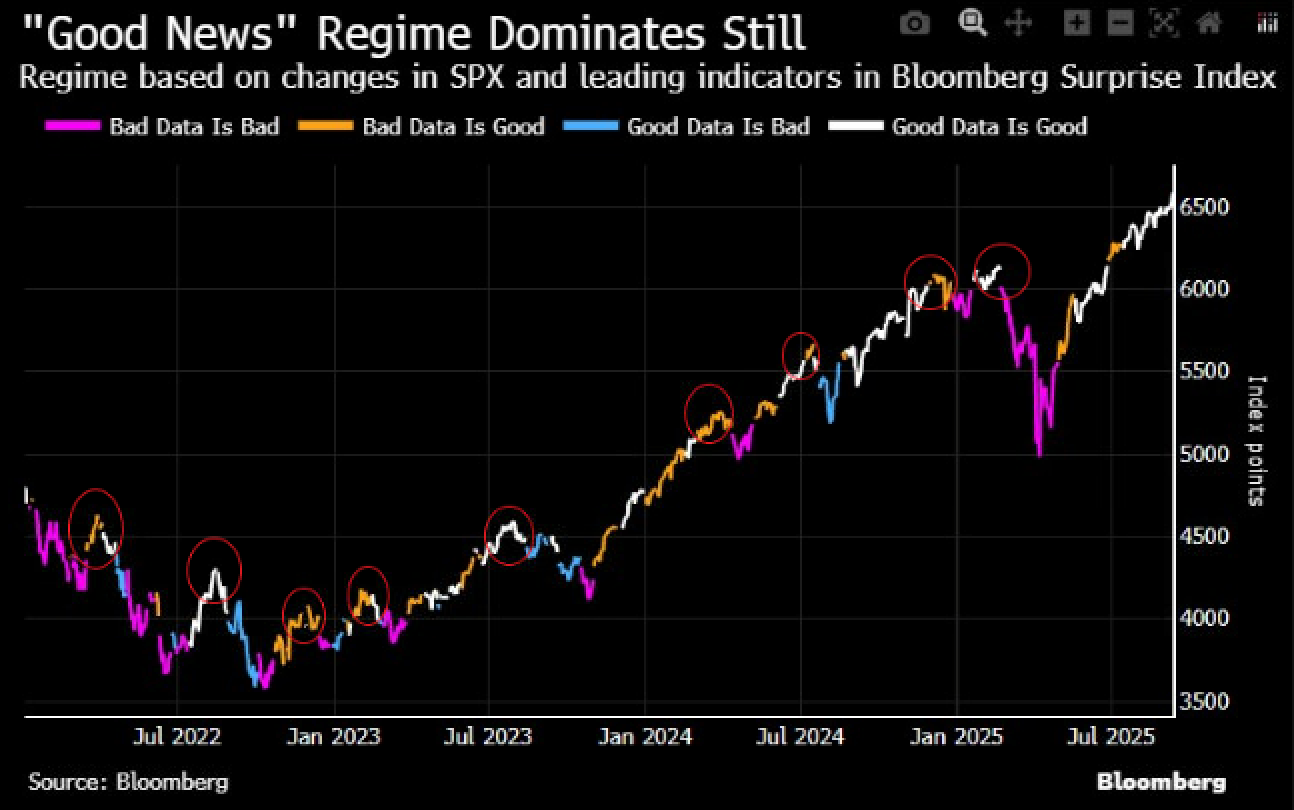 "Good News" Regime Dominates Still
Regime based on changes in SPX and leading indicators in Bloomberg Surprise Index
Bad Data Is Bad Bad Data Is Good Good Data Is Bad Good Data Is Good
6500
6000
5500
5000
4500
4000
3500
Index points
Jul 2022 Jan 2023 Jul 2023 Jan 2024 Jul 2024 Jan 2025 Jul 2025
Source: Bloomberg
Bloomberg